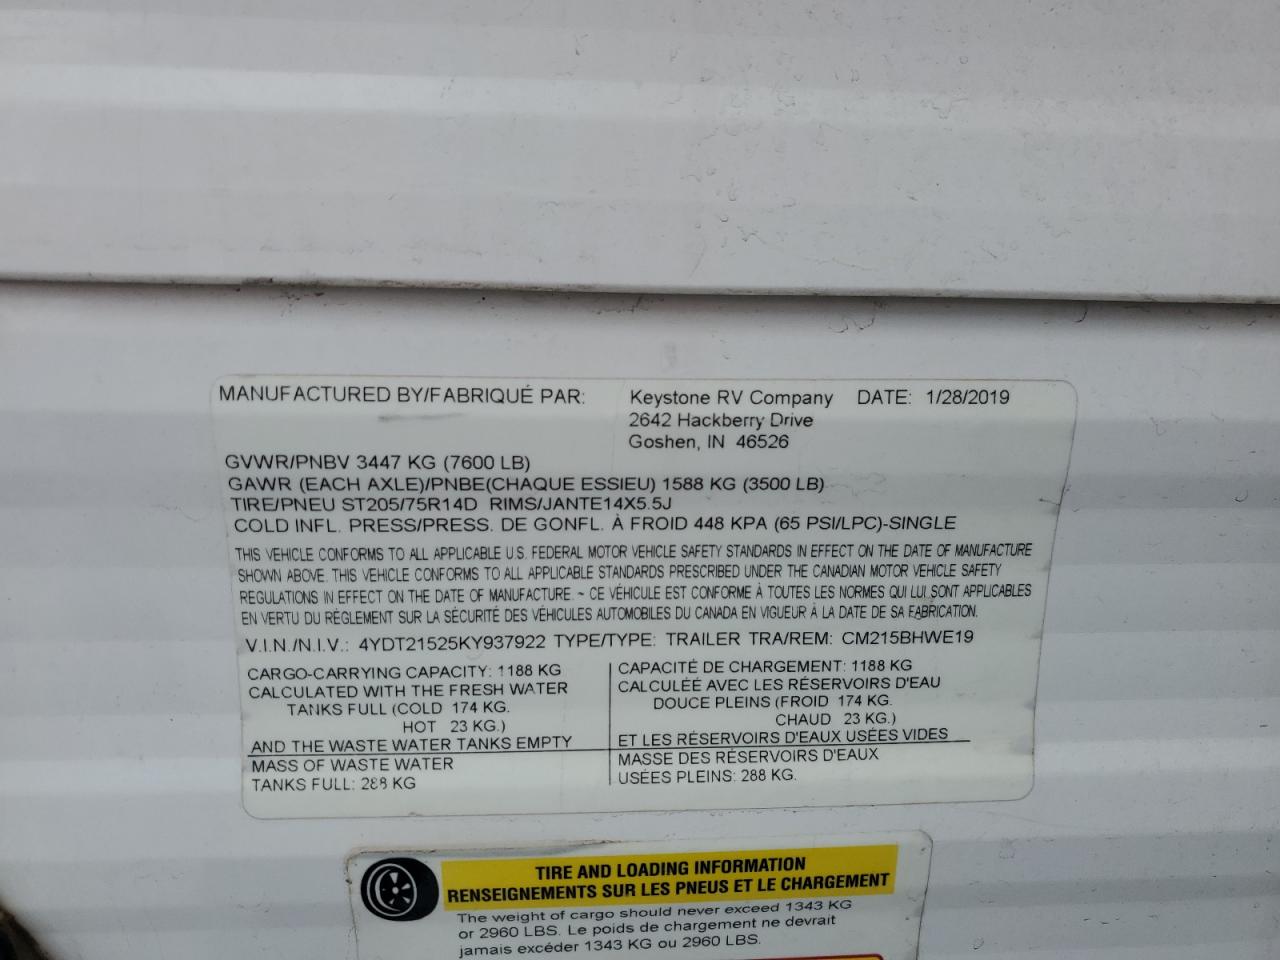 MANUFACTURED BY/FABRIQUÉ PAR: Keystone RV Company DATE: 1/28/2019
2642 Hackberry Drive
Goshen, IN 46526
GVWR/PNBV 3447 KG (7600 LB)
GAWR (EACH AXLE)/PNBE(CHAQUE ESSIEU) 1588 KG (3500 LB)
TIRE/PNEU ST205/75R14D RIMS/JANTE14X5.5J
COLD INFL. PRESS/PRESS. DE GONFL. À FROID 448 KPA (65 PSI/LPC)-SINGLE
THIS VEHICLE CONFORMS TO ALL APPLICABLE U.S. FEDERAL MOTOR VEHICLE SAFETY STANDARDS IN EFFECT ON THE DATE OF MANUFACTURE
SHOWN ABOVE. THIS VEHICLE CONFORMS TO ALL APPLICABLE STANDARDS PRESCRIBED UNDER THE CANADIAN MOTOR VEHICLE SAFETY
REGULATIONS IN EFFECT ON THE DATE OF MANUFACTURE ~ CE VÉHICULE EST CONFORME À TOUTES LES NORMES QUI LUI SONT APPLICABLES
EN VERTU DU RÉGLEMENT SUR LA SÉCURITÉ DES VÉHICULES AUTOMOBILES DU CANADA EN VIGUEUR À LA DATE DE SA FABRICATION.
V.I.N./N.I.V.: 4YDT21525KY937922 TYPE/TYPE: TRAILER TRA/REM: CM215BHWE19
CARGO-CARRYING CAPACITY: 1188 KG
CALCULATED WITH THE FRESH WATER
TANKS FULL (COLD 174 KG.
HOT 23 KG.)
AND THE WASTE WATER TANKS EMPTY
MASS OF WASTE WATER
TANKS FULL: 288 KG
CAPACITÉ DE CHARGEMENT: 1188 KG
CALCULÉE AVEC LES RÉSERVOIRS D'EAU
DOUCE PLEINS (FROID 174 KG.
CHAUD 23 KG.)
ET LES RÉSERVOIRS D'EAUX USÉES VIDES
MASSE DES RÉSERVOIRS D'EAUX
USÉES PLEINS: 288 KG.
TIRE AND LOADING INFORMATION
RENSEIGNEMENTS SUR LES PNEUS ET LE CHARGEMENT
The weight of cargo should never exceed 1343 KG
or 2960 LBS. Le poids de chargement ne devrait
jamais excéder 1343 KG ou 2960 LBS.